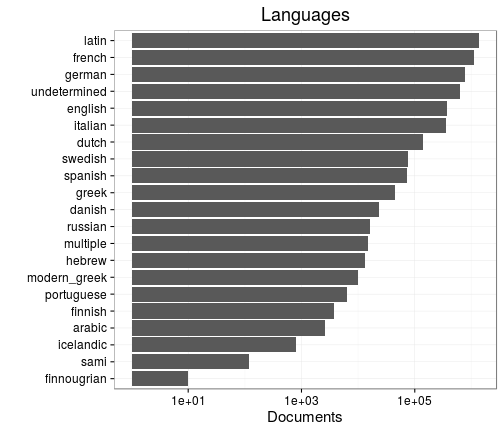 Languages
latin
french
german
undetermined
english
italian
dutch
swedish
spanish
greek
danish
russian
multiple
hebrew
modern_greek
portuguese
finnish
arabic
icelandic
sami
finnougrian
1e+01 1e+03 1e+05
Documents